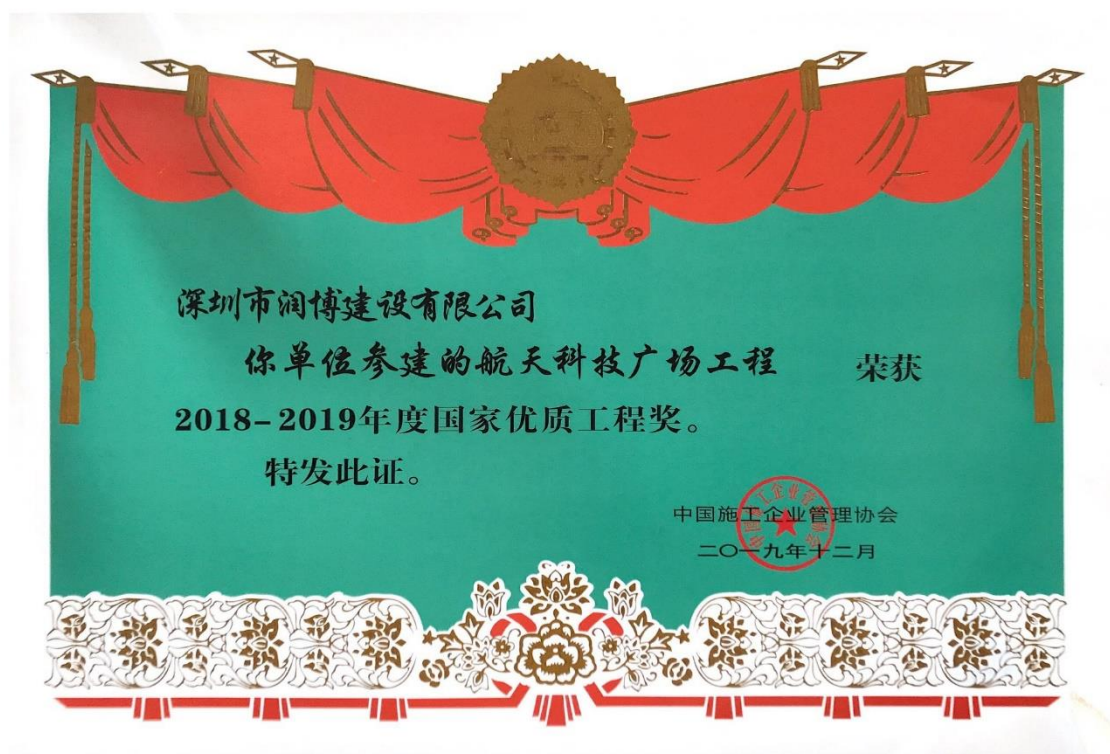 深圳市润博建设有限公司
你单位参建的航天科技广场工程 荣获
2018-2019年度国家优质工程奖。
特发此证。
中国施工企业管理协会
二〇一九年十二月